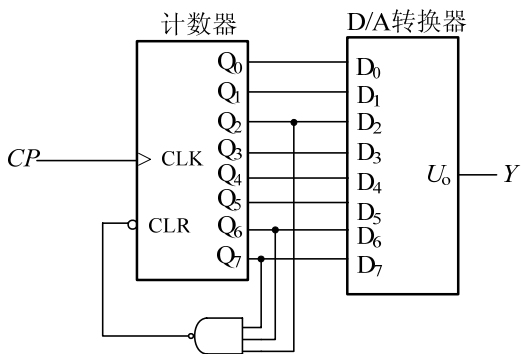 计数器
D/A转换器
Q0
Q1
Q2
Q3
Q4
Q5
Q6
Q7
CP
CLK
CLR
D0
D1
D2
D3
D4
D5
D6
D7
Uo
Y